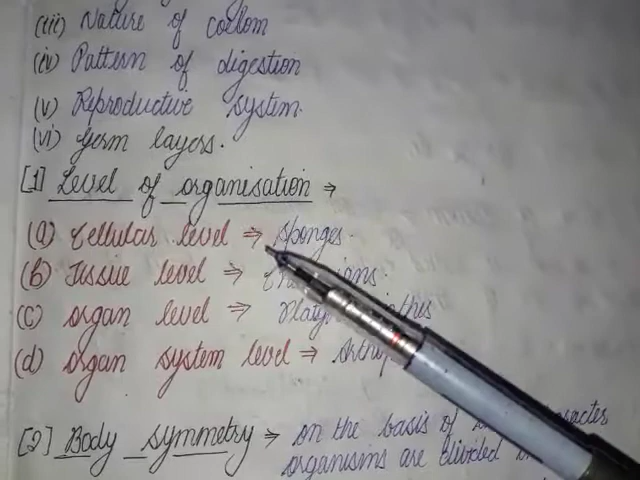 (iii) Nature of coelom
(iv) Pattern of digestion
(v) Reproductive system.
(vi) Germ layers.
[1] Level of organisation →
(a) Cellular level ⇒ sponges.
(b) Tissue level ⇒
(c) organ level ⇒
(d) organ system level ⇒
[2] Body symmetry → on the basis of
organisms are divided